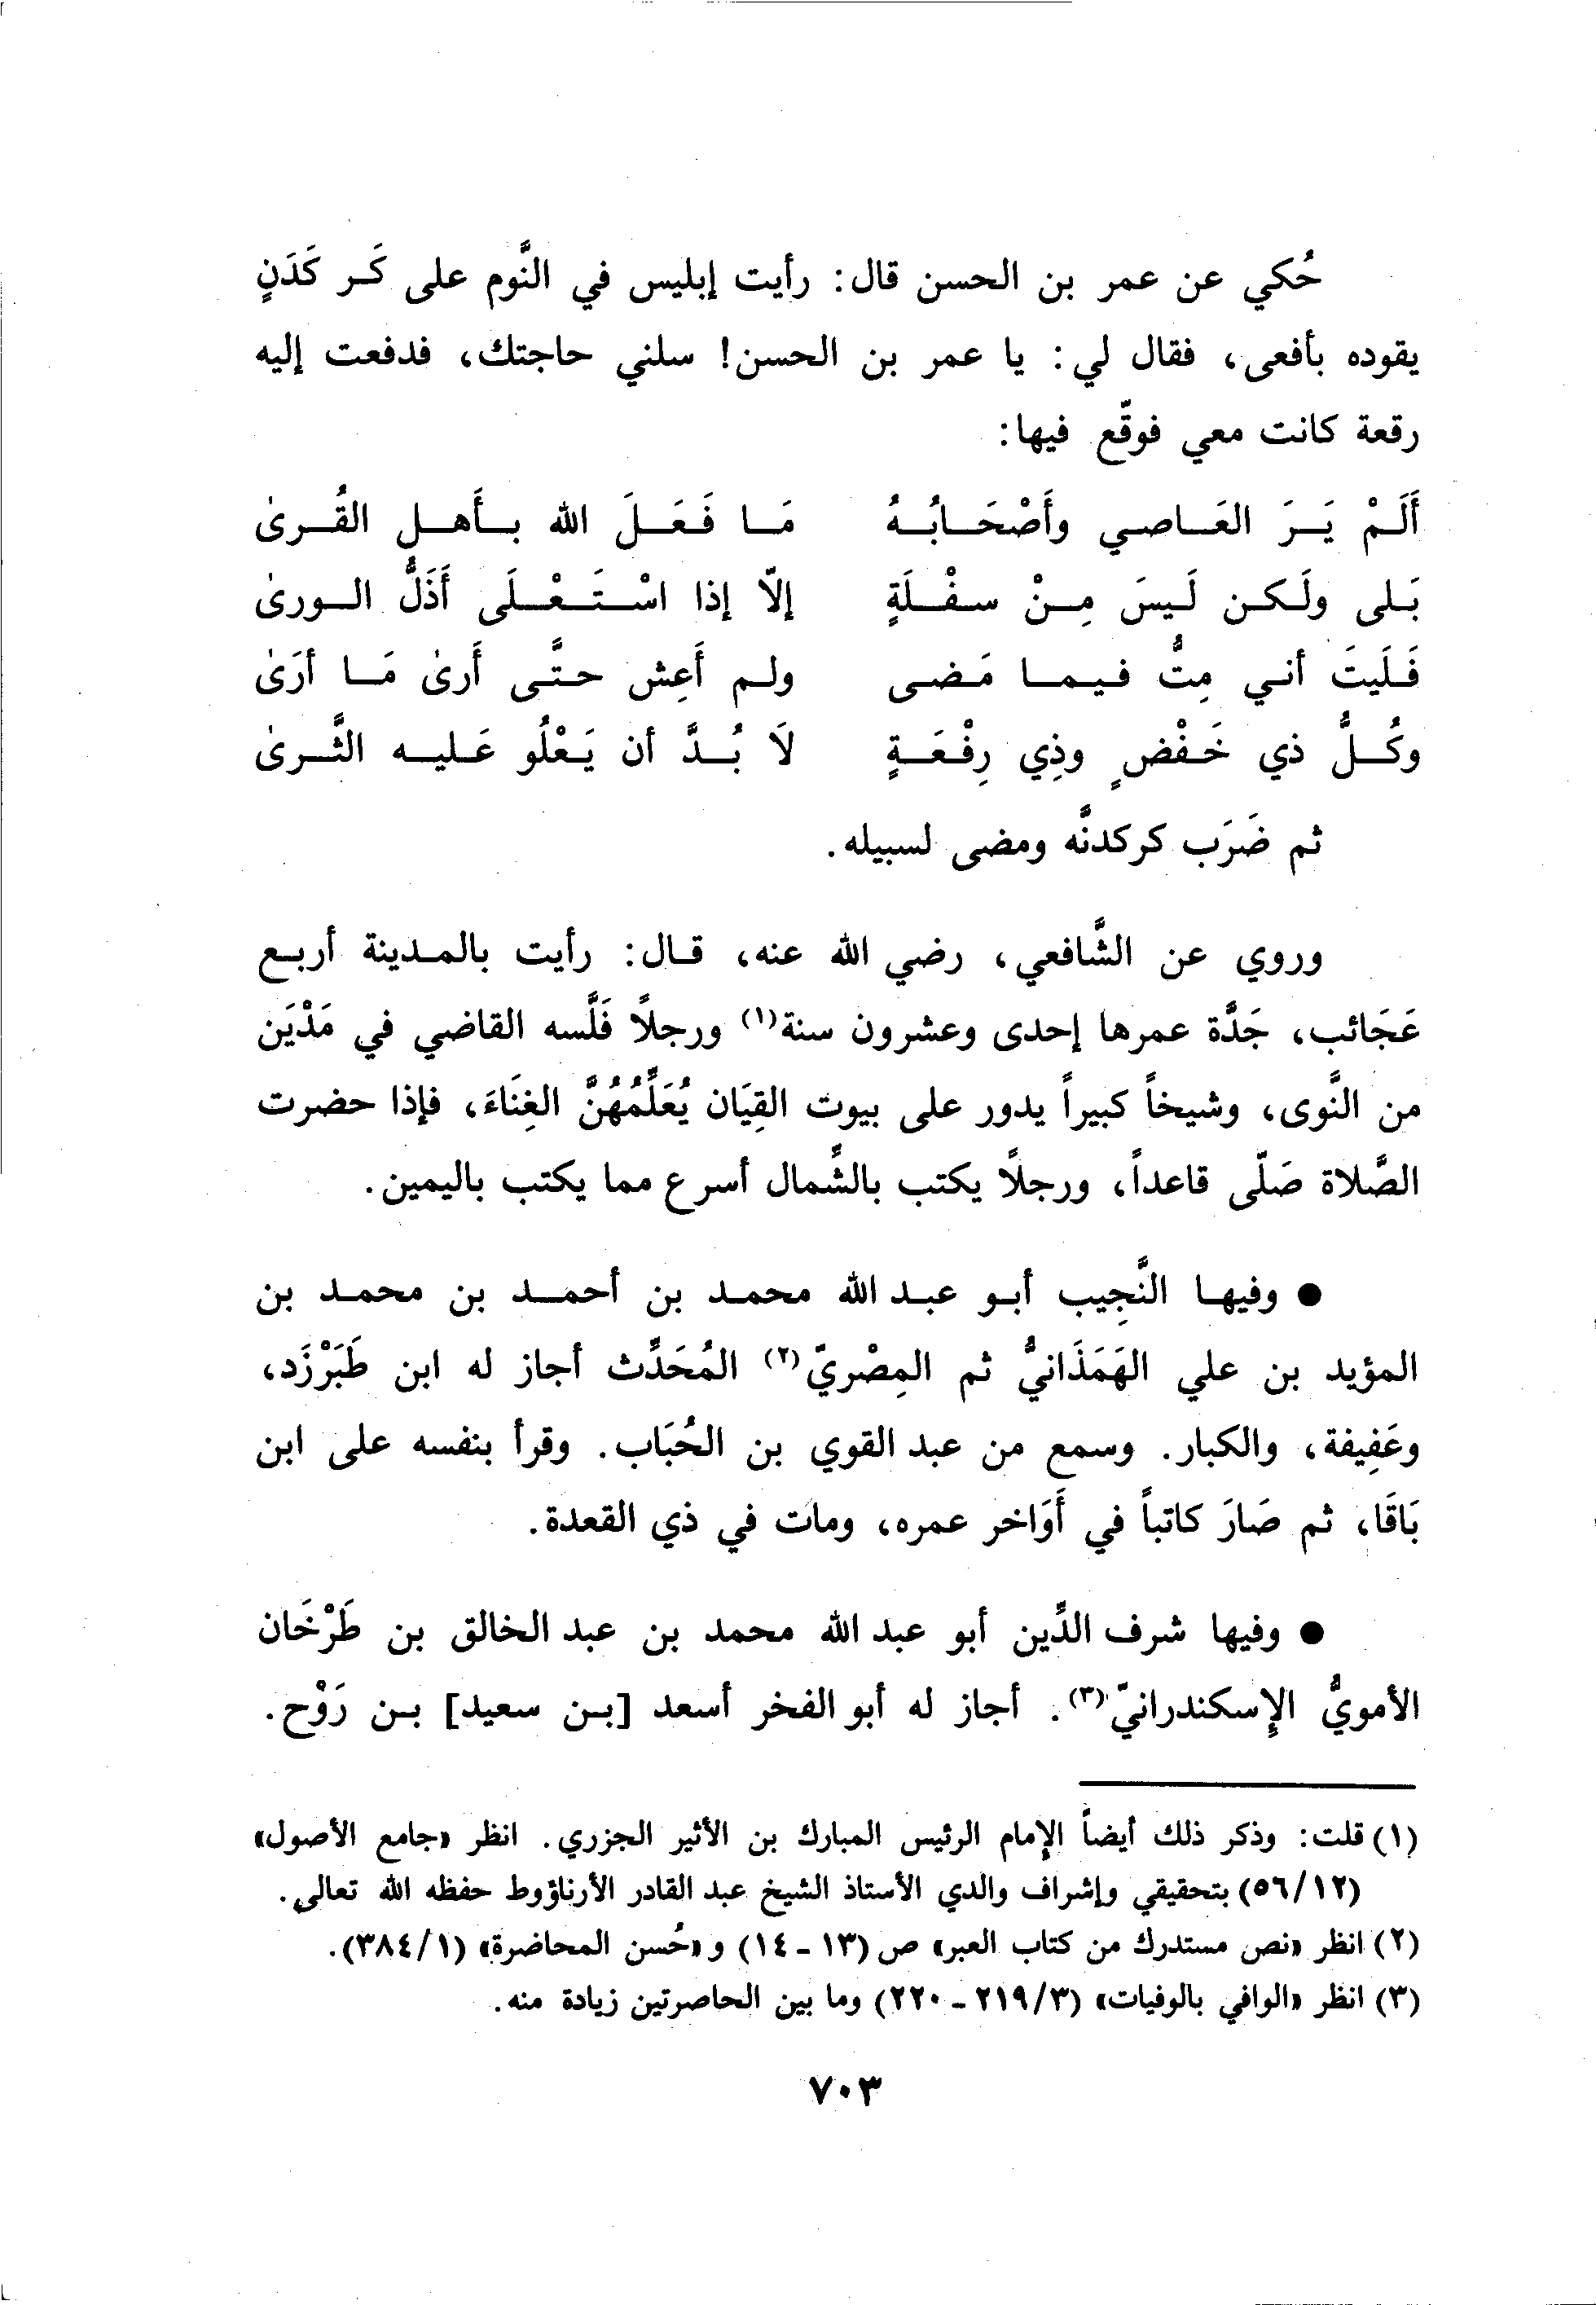 حُكي عن عمر بن الحسن قال: رأيت إبليس في النَّوم على كَر كَدَنٍ
يقوده بأفعى، فقال لي: يا عمر بن الحسن! سلني حاجتك، فدفعت إليه
رقعة كانت معي فوقّع فيها:
أَلَمْ يَرَ العَاصي وأَصْحَابُهُ مَا فَعَلَ الله بأَهل القُرىٰ
بَلى ولَكن لَيسَ مِنْ سفْلَةٍ إلاّ إذا اسْتَعْلَى أَذَلُّ الورىٰ
فَلَيتَ أني مِتُّ فيما مَضى ولم أَعِش حتَّى أَرىٰ مَا أرَىٰ
وكُلُّ ذي خَفْضٍ وذِي رِفْعَةٍ لاَ بُدَّ أن يَعْلُو عَليه الثَّرىٰ
ثم ضَرَب كركدنَّه ومضى لسبيله.
وروي عن الشَّافعي، رضي الله عنه، قال: رأيت بالمدينة أربع
عَجَائب، جَدَّة عمرها إحدى وعشرون سنة(١) ورجلاً فَلَّسه القاضي في مَدْيَن
من النَّوى، وشيخاً كبيراً يدور على بيوت القِيَان يُعَلِّمُهُنَّ الغِنَاءَ، فإذا حضرت
الصَّلاة صَلّى قاعداً، ورجلاً يكتب بالشِّمال أسرع مما يكتب باليمين.
● وفيها النَّجِيب أبو عبد الله محمد بن أحمد بن محمد بن
المؤيد بن علي الهَمَذَانيُّ ثم المِصْريّ(٢) المُحَدِّث أجاز له ابن طَبَرْزَد،
وعَفِيفة، والكبار. وسمع من عبد القوي بن الحُبَاب. وقرأ بنفسه على ابن
بَاقَا، ثم صَارَ كاتباً في أَوَاخر عمره، ومات في ذي القعدة.
● وفيها شرف الدِّين أبو عبد الله محمد بن عبد الخالق بن طَرْخَان
الأمويُّ الإسكندرانيّ(٣). أجاز له أبو الفخر أسعد [بن سعيد] بن رَوْح.
(١) قلت: وذكر ذلك أيضاً الإمام الرئيس المبارك بن الأثير الجزري. انظر «جامع الأصول»
(٥٦/١٢) بتحقيقي وإشراف والدي الأستاذ الشيخ عبد القادر الأرناؤوط حفظه الله تعالى.
(٢) انظر «نص مستدرك من كتاب العبر» ص (١٣ - ١٤) و «حُسن المحاضرة» (٣٨٤/١).
(٣) انظر «الوافي بالوفيات» (٢١٩/٣ - ٢٢٠) وما بين الحاصرتين زيادة منه.
٧٠٣